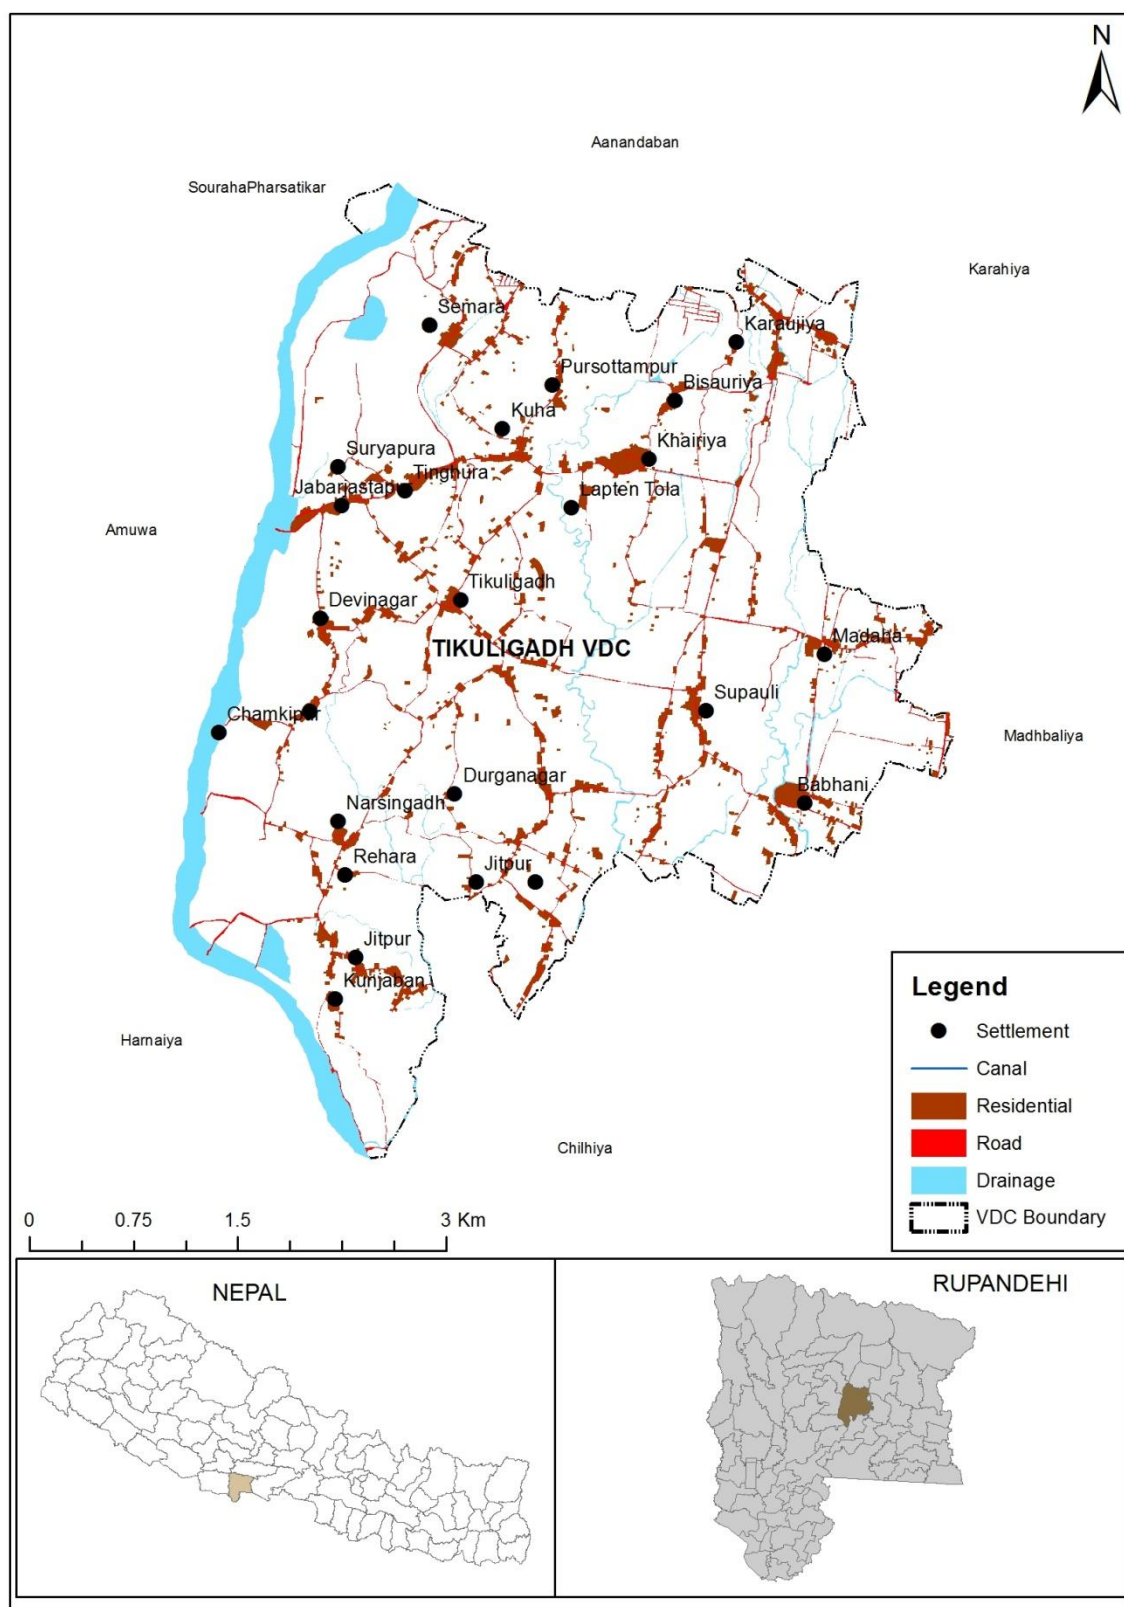 N
Aanandaban
SourahaPharsatikar
Karahiya
Semara
Karaujiya
Pursottampur
Bisauriya
Kuha
Khairiya
Suryapura
Tinghura
Jabarjastapur
Lapten Tola
Amuwa
Tikuligadh
Devinagar
Madaha
TIKULIGADH VDC
Supauli
Chamkipur
Madhbaliya
Durganagar
Babhani
Narsingadh
Rehara
Jitpur
Jitpur
Kunjaban
Harnaiya
Chilhiya
Legend
Settlement
Canal
Residential
Road
Drainage
VDC Boundary
0 0.75 1.5 3 Km
NEPAL
RUPANDEHI